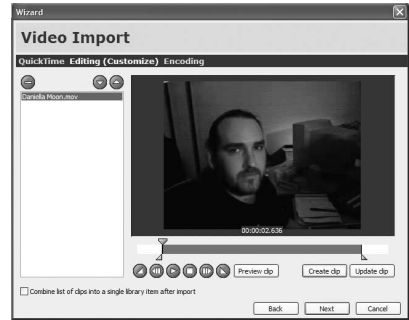 Wizard
Video Import
QuickTime Editing (Customize) Encoding
Daniella Moon.mov
00:00:02.636
Preview clip Create clip Update clip
Combine list of clips into a single library item after import
Back Next Cancel